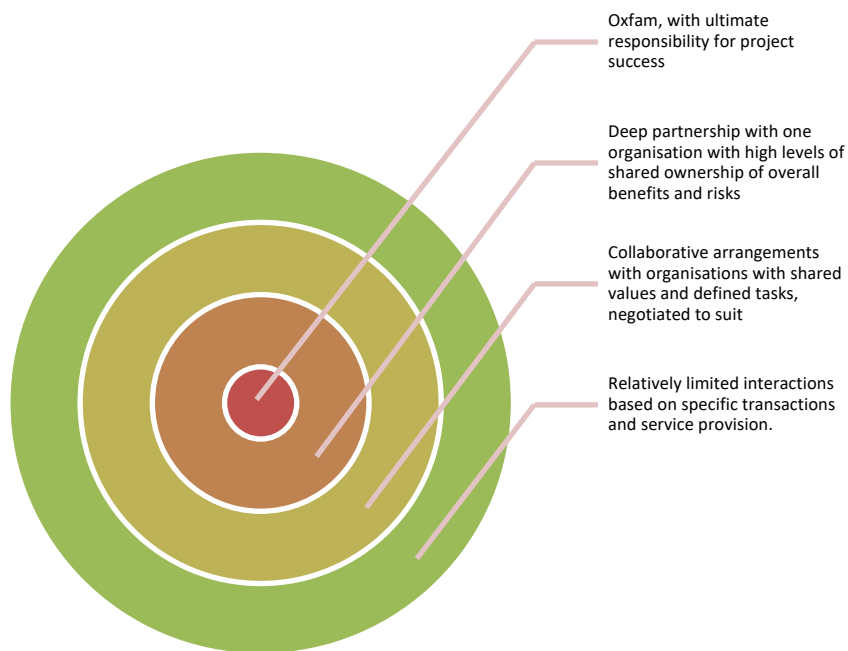 Oxfam, with ultimate
responsibility for project
success
Deep partnership with one
organisation with high levels of
shared ownership of overall
benefits and risks
Collaborative arrangements
with organisations with shared
values and defined tasks,
negotiated to suit
Relatively limited interactions
based on specific transactions
and service provision.